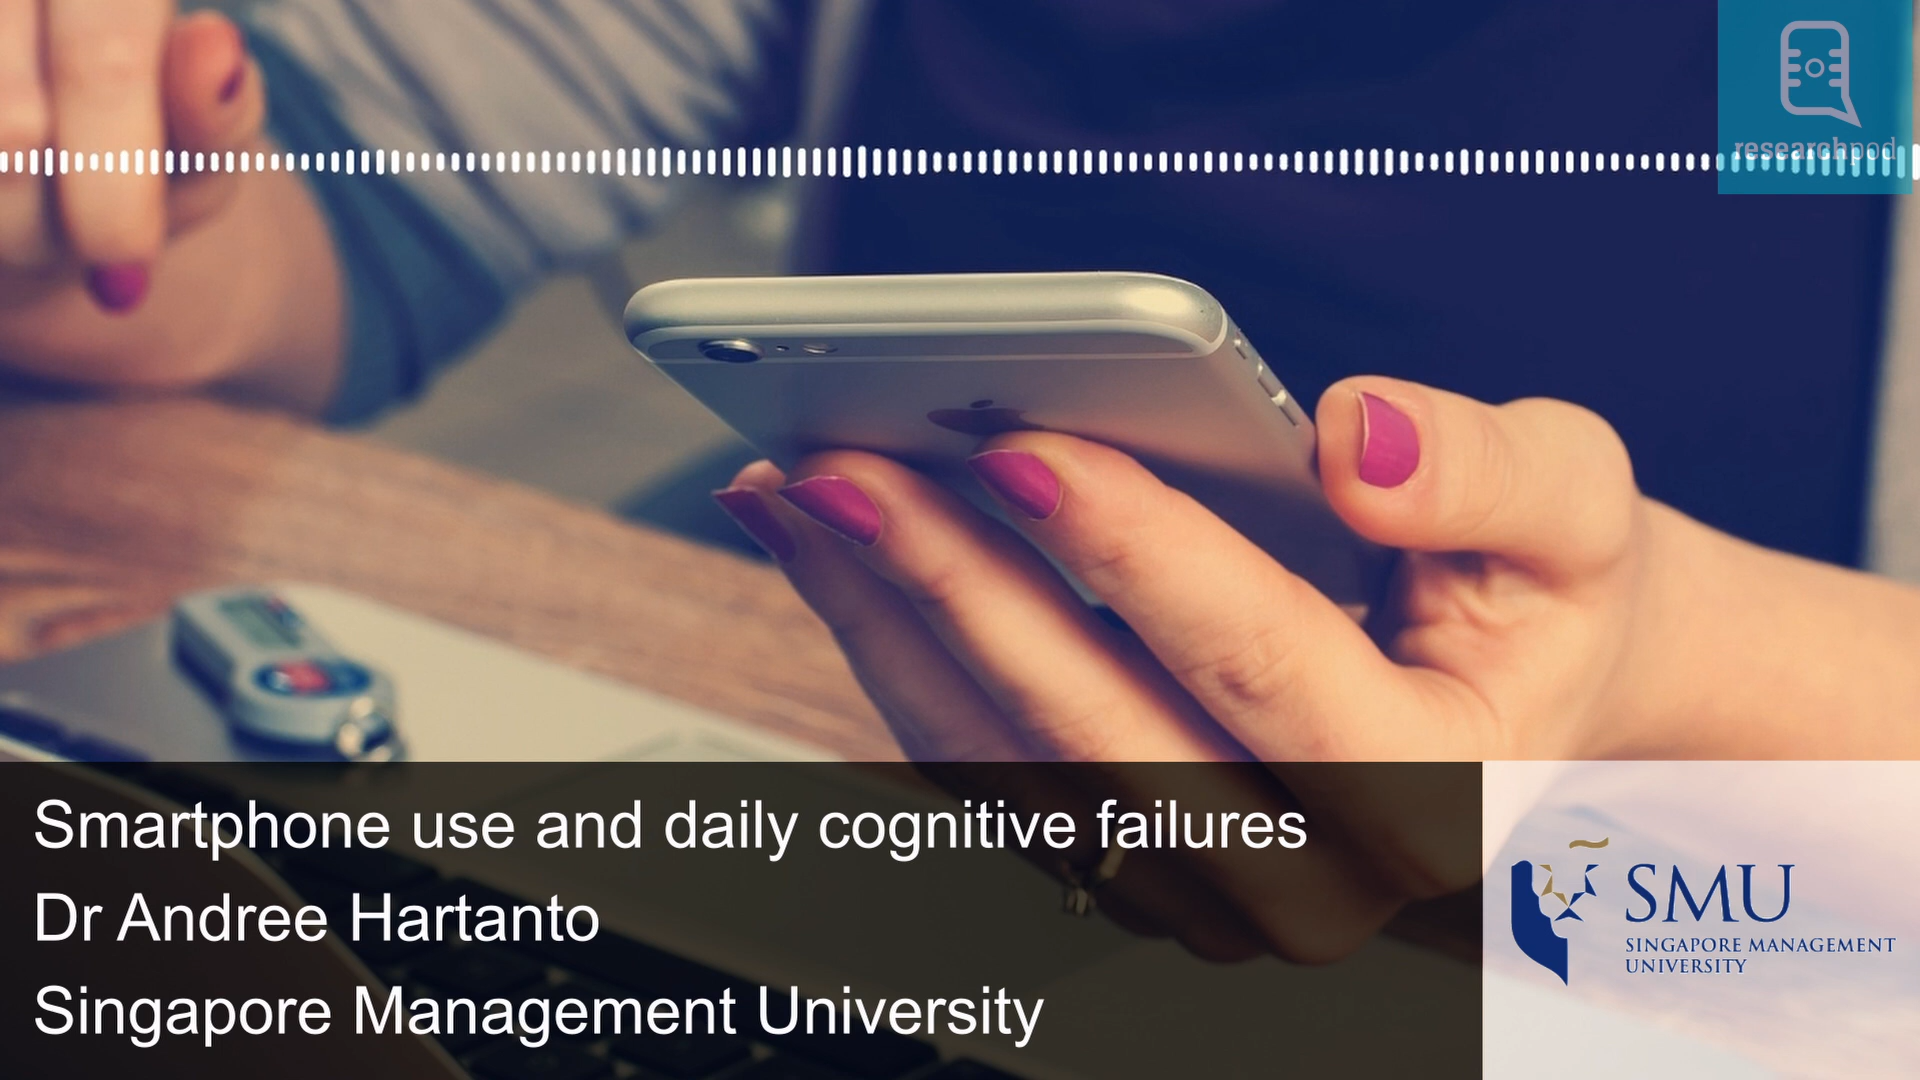 researchpod
Smartphone use and daily cognitive failures
Dr Andree Hartanto
Singapore Management University
SMU
SINGAPORE MANAGEMENT
UNIVERSITY